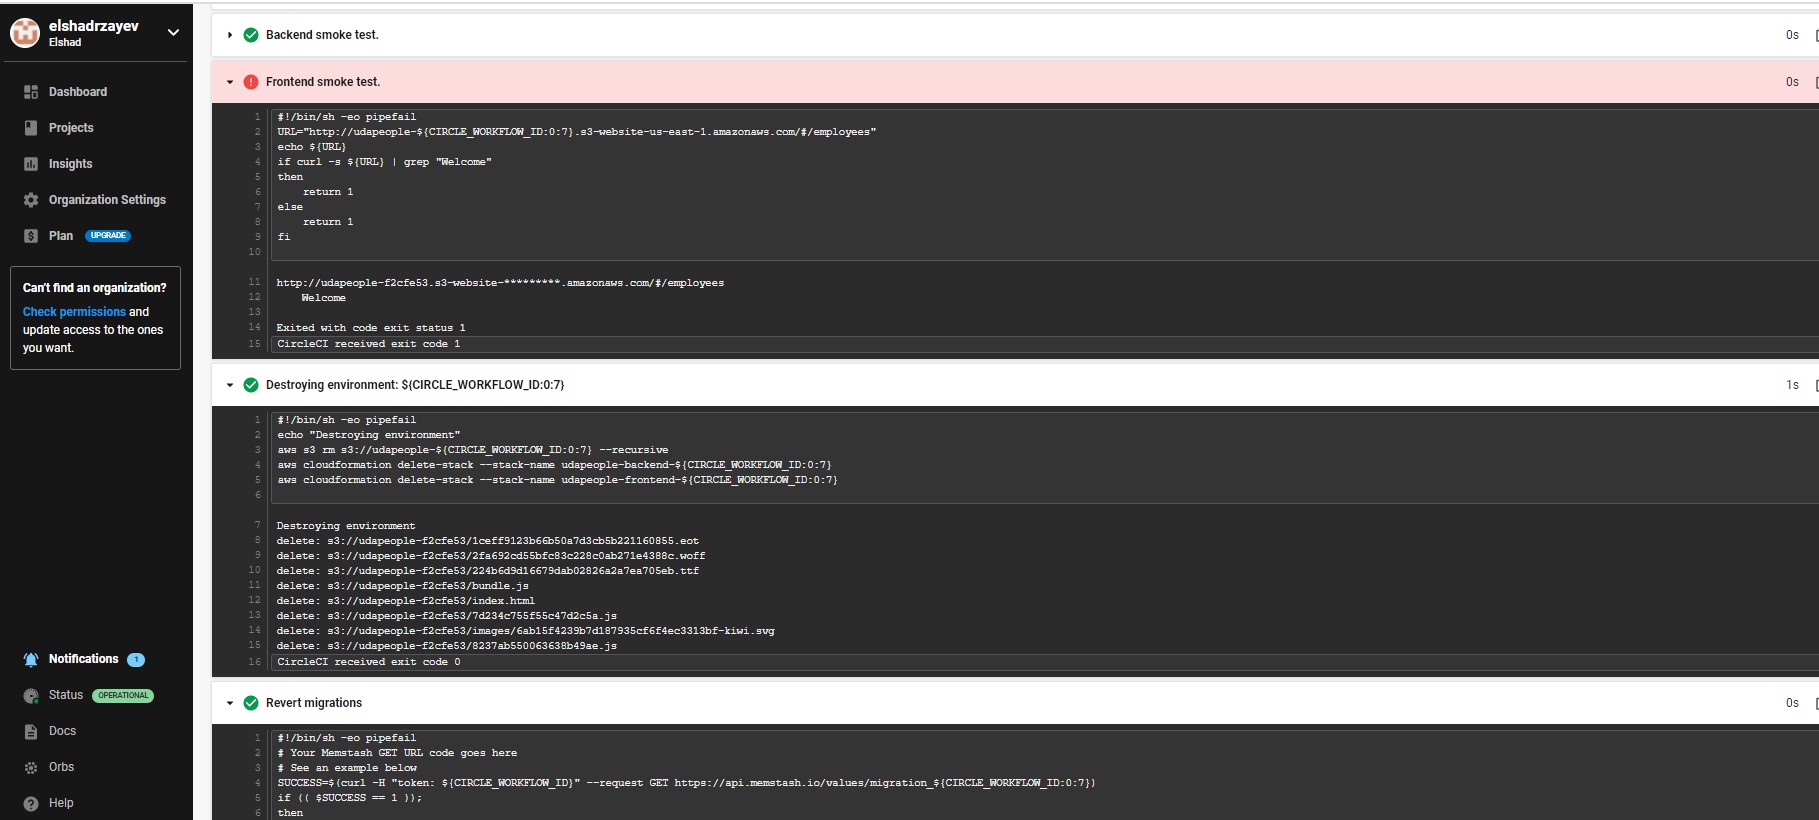 elshadrzayev
Elshad
Dashboard
Projects
Insights
Organization Settings
Plan UPGRADE
Can't find an organization?
Check permissions and
update access to the ones
you want.
Notifications 1
Status OPERATIONAL
Docs
Orbs
Help
Backend smoke test. 0s
Frontend smoke test. 0s
1 #!/bin/sh -eo pipefail
2 URL="http://udapeople-${CIRCLE_WORKFLOW_ID:0:7}.s3-website-us-east-1.amazonaws.com/#/employees"
3 echo ${URL}
4 if curl -s ${URL} | grep "Welcome"
5 then
6 return 1
7 else
8 return 1
9 fi
10
11 http://udapeople-f2cfe53.s3-website-*********.amazonaws.com/#/employees
12 Welcome
13
14 Exited with code exit status 1
15 CircleCI received exit code 1
Destroying environment: ${CIRCLE_WORKFLOW_ID:0:7} 1s
1 #!/bin/sh -eo pipefail
2 echo "Destroying environment"
3 aws s3 rm s3://udapeople-${CIRCLE_WORKFLOW_ID:0:7} --recursive
4 aws cloudformation delete-stack --stack-name udapeople-backend-${CIRCLE_WORKFLOW_ID:0:7}
5 aws cloudformation delete-stack --stack-name udapeople-frontend-${CIRCLE_WORKFLOW_ID:0:7}
6
7 Destroying environment
8 delete: s3://udapeople-f2cfe53/1ceff9123b66b50a7d3cb5b221160855.eot
9 delete: s3://udapeople-f2cfe53/2fa692cd55bfc83c228c0ab271e4388c.woff
10 delete: s3://udapeople-f2cfe53/224b6d9d16679dab02826a2a7ea705eb.ttf
11 delete: s3://udapeople-f2cfe53/bundle.js
12 delete: s3://udapeople-f2cfe53/index.html
13 delete: s3://udapeople-f2cfe53/7d234c755f55c47d2c5a.js
14 delete: s3://udapeople-f2cfe53/images/6ab15f4239b7d187935cf6f4ec3313bf-kiwi.svg
15 delete: s3://udapeople-f2cfe53/8237ab550063638b49ae.js
16 CircleCI received exit code 0
Revert migrations 0s
1 #!/bin/sh -eo pipefail
2 # Your Memstash GET URL code goes here
3 # See an example below
4 SUCCESS=$(curl -H "token: ${CIRCLE_WORKFLOW_ID}" --request GET https://api.memstash.io/values/migration_${CIRCLE_WORKFLOW_ID:0:7})
5 if (( $SUCCESS == 1 ));
6 then